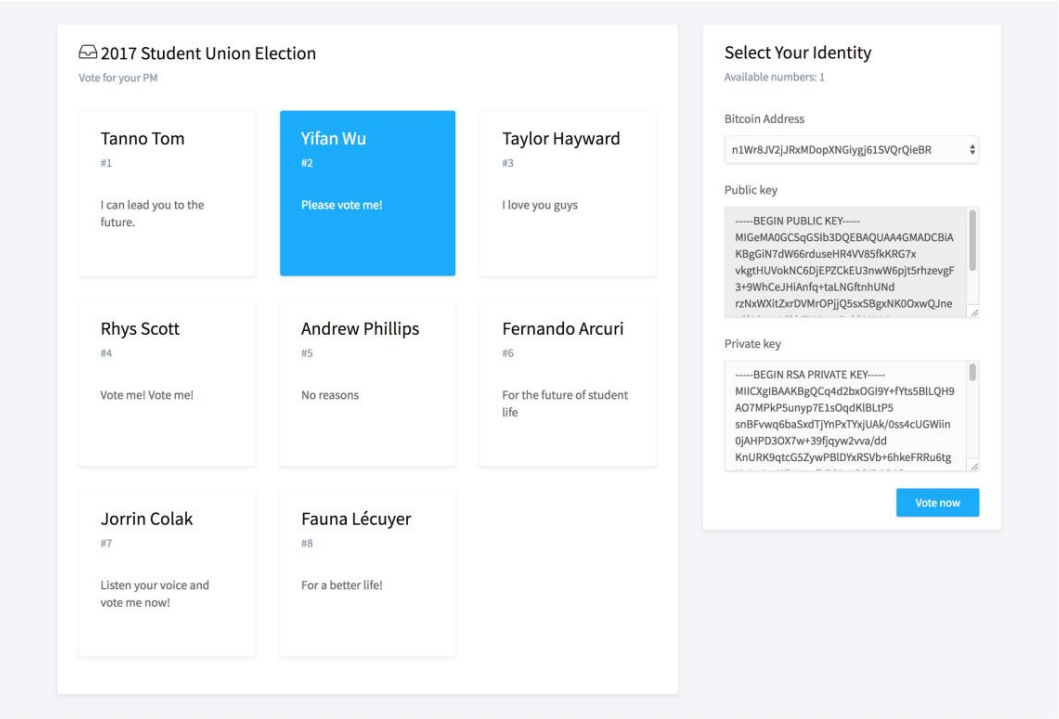 2017 Student Union Election
Vote for your PM
Tanno Tom
#1
I can lead you to the
future.
Yifan Wu
#2
Please vote me!
Taylor Hayward
#3
I love you guys
Rhys Scott
#4
Vote me! Vote me!
Andrew Phillips
#5
No reasons
Fernando Arcuri
#6
For the future of student
life
Jorrin Colak
#7
Listen your voice and
vote me now!
Fauna Lécuyer
#8
For a better life!
Select Your Identity
Available numbers: 1
Bitcoin Address
n1Wr8JV2jJRxMDopXNGiygj61SVQrQieBR
Public key
-----BEGIN PUBLIC KEY-----
MIGeMA0GCSqGSIb3DQEBAQUAA4GMADCBiA
KBgGiN7dW66rduseHR4VV85fkKRG7x
vkgtHUVokNC6DjEPZCkEU3nwW6pjt5rhzevgF
3+9WhCeJHiAnfq+taLNGftnhUNd
rzNxWXitZxrDVMrOPjjQ5sxSBgxNK0OxwQJne
Private key
-----BEGIN RSA PRIVATE KEY-----
MIICXgIBAAKBgQCq4d2bxOGI9Y+fYts5BlLQH9
AO7MPkP5unyp7E1sOqdKlBLtP5
snBFvwq6baSxdTjYnPxTYxjUAk/0ss4cUGWiin
0jAHPD3OX7w+39fjqyw2vva/dd
KnURK9qtcG5ZywPBlDYxRSVb+6hkeFRRu6tg
Vote now